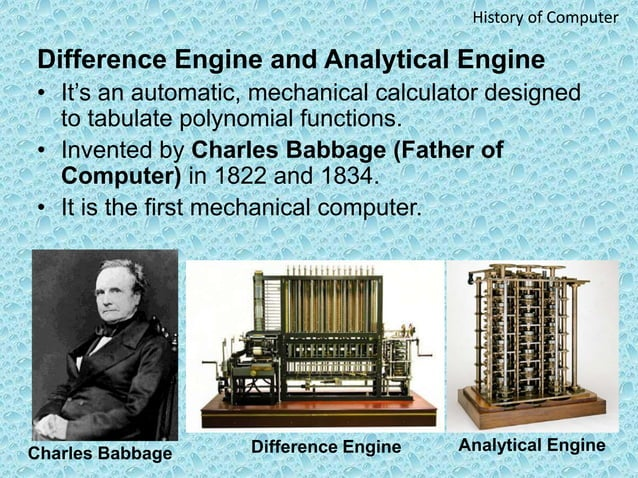 History of Computer
Difference Engine and Analytical Engine
• It’s an automatic, mechanical calculator designed
to tabulate polynomial functions.
• Invented by Charles Babbage (Father of
Computer) in 1822 and 1834.
• It is the first mechanical computer.
Charles Babbage
Difference Engine
Analytical Engine